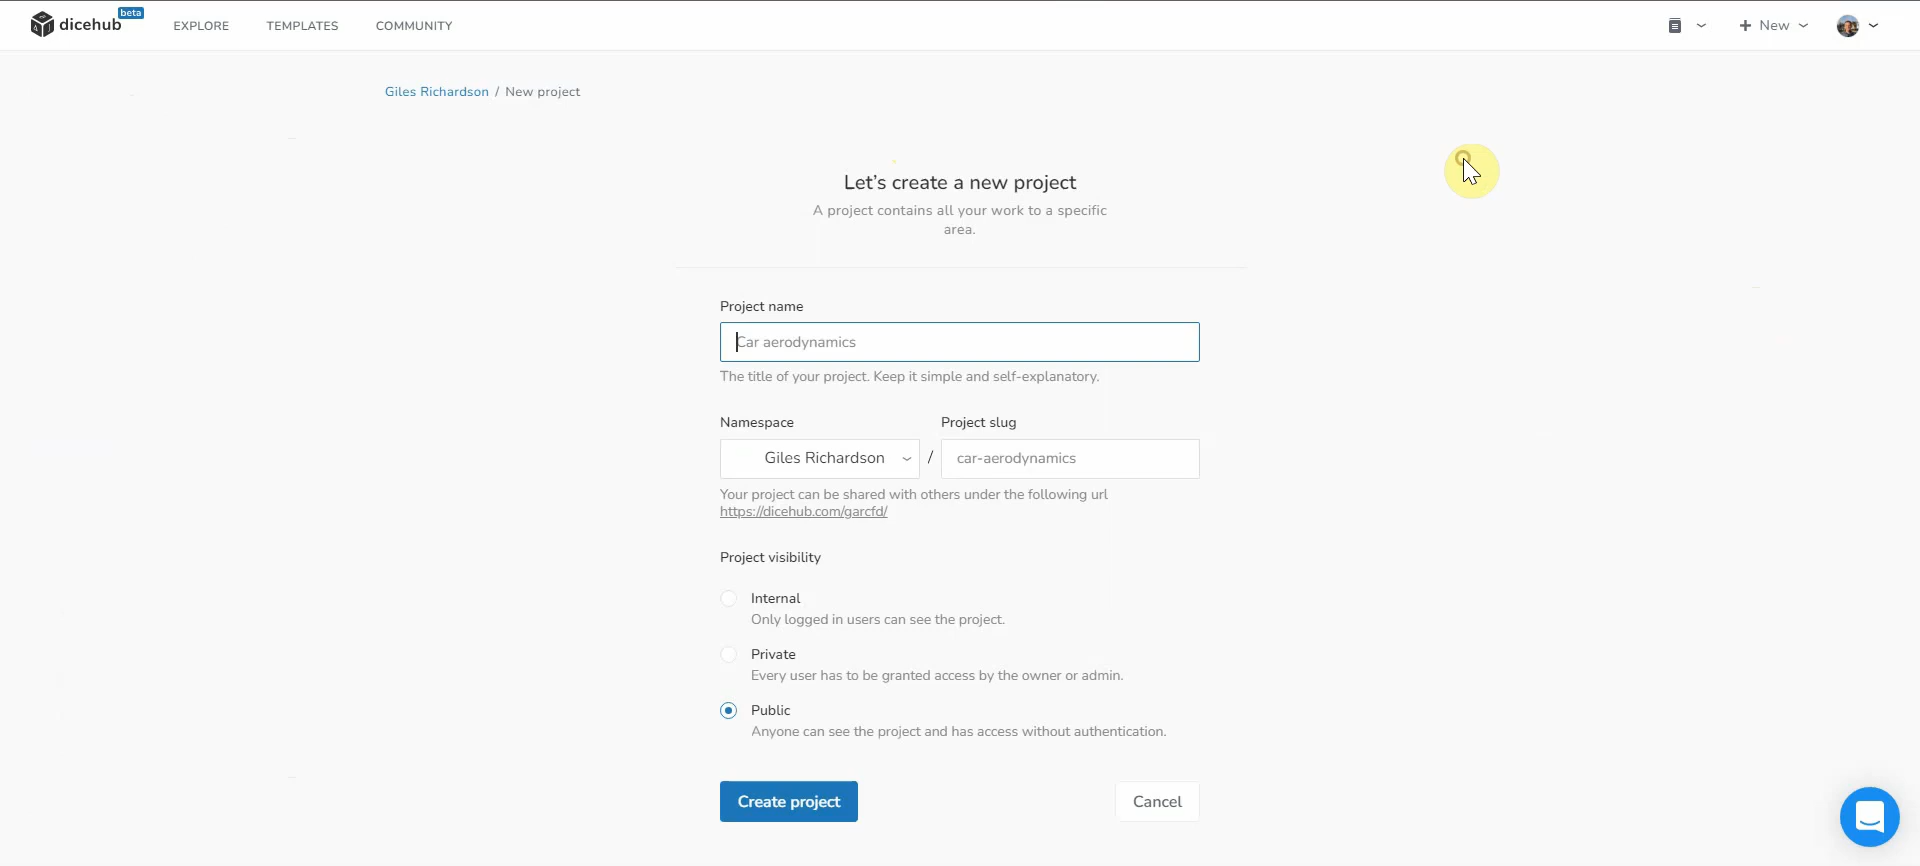 dicehub beta EXPLORE TEMPLATES COMMUNITY New
Giles Richardson / New project
Let’s create a new project
A project contains all your work to a specific
area.
Project name
Car aerodynamics
The title of your project. Keep it simple and self-explanatory.
Namespace Project slug
Giles Richardson / car-aerodynamics
Your project can be shared with others under the following url
https://dicehub.com/garcfd/
Project visibility
Internal
Only logged in users can see the project.
Private
Every user has to be granted access by the owner or admin.
Public
Anyone can see the project and has access without authentication.
Create project Cancel